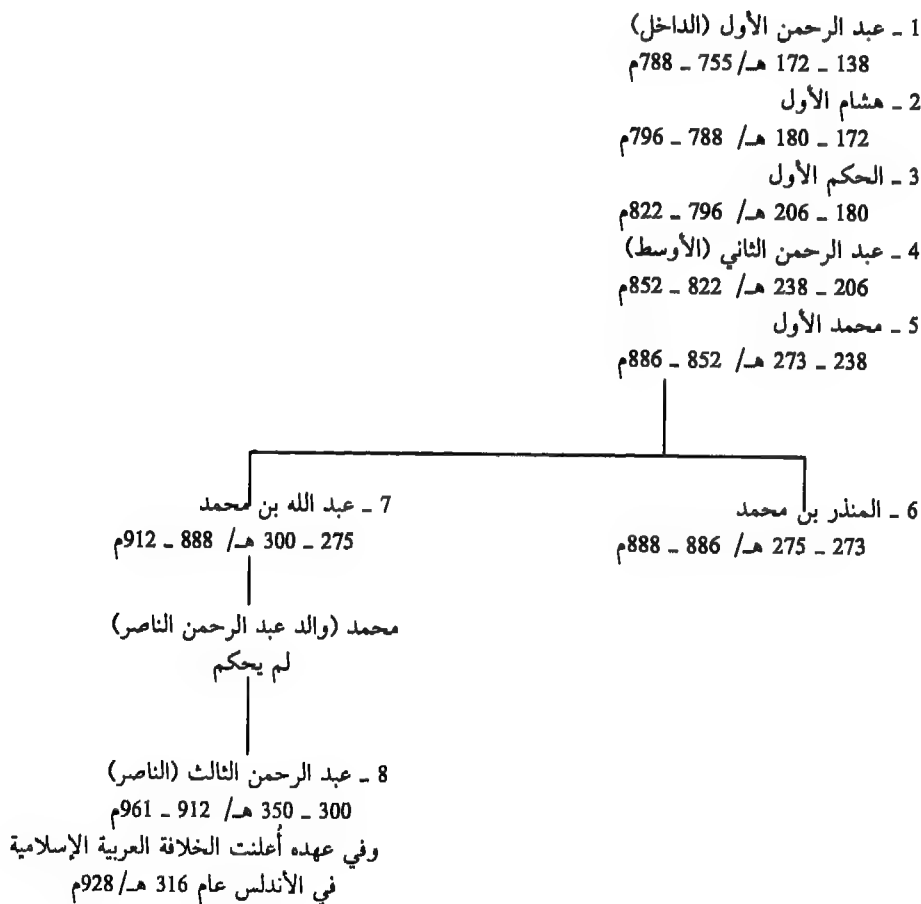 1 ـ عبد الرحمن الأول (الداخل)
138 ـ 172 هـ/ 755 ـ 788م
2 ـ هشام الأول
172 ـ 180 هـ/ 788 ـ 796م
3 ـ الحكم الأول
180 ـ 206 هـ/ 796 ـ 822م
4 ـ عبد الرحمن الثاني (الأوسط)
206 ـ 238 هـ/ 822 ـ 852م
5 ـ محمد الأول
238 ـ 273 هـ/ 852 ـ 886م
6 ـ المنذر بن محمد
273 ـ 275 هـ/ 886 ـ 888م
7 ـ عبد الله بن محمد
275 ـ 300 هـ/ 888 ـ 912م
محمد (والد عبد الرحمن الناصر)
لم يحكم
8 ـ عبد الرحمن الثالث (الناصر)
300 ـ 350 هـ/ 912 ـ 961م
وفي عهده أُعلنت الخلافة العربية الإسلامية
في الأندلس عام 316 هـ/928م